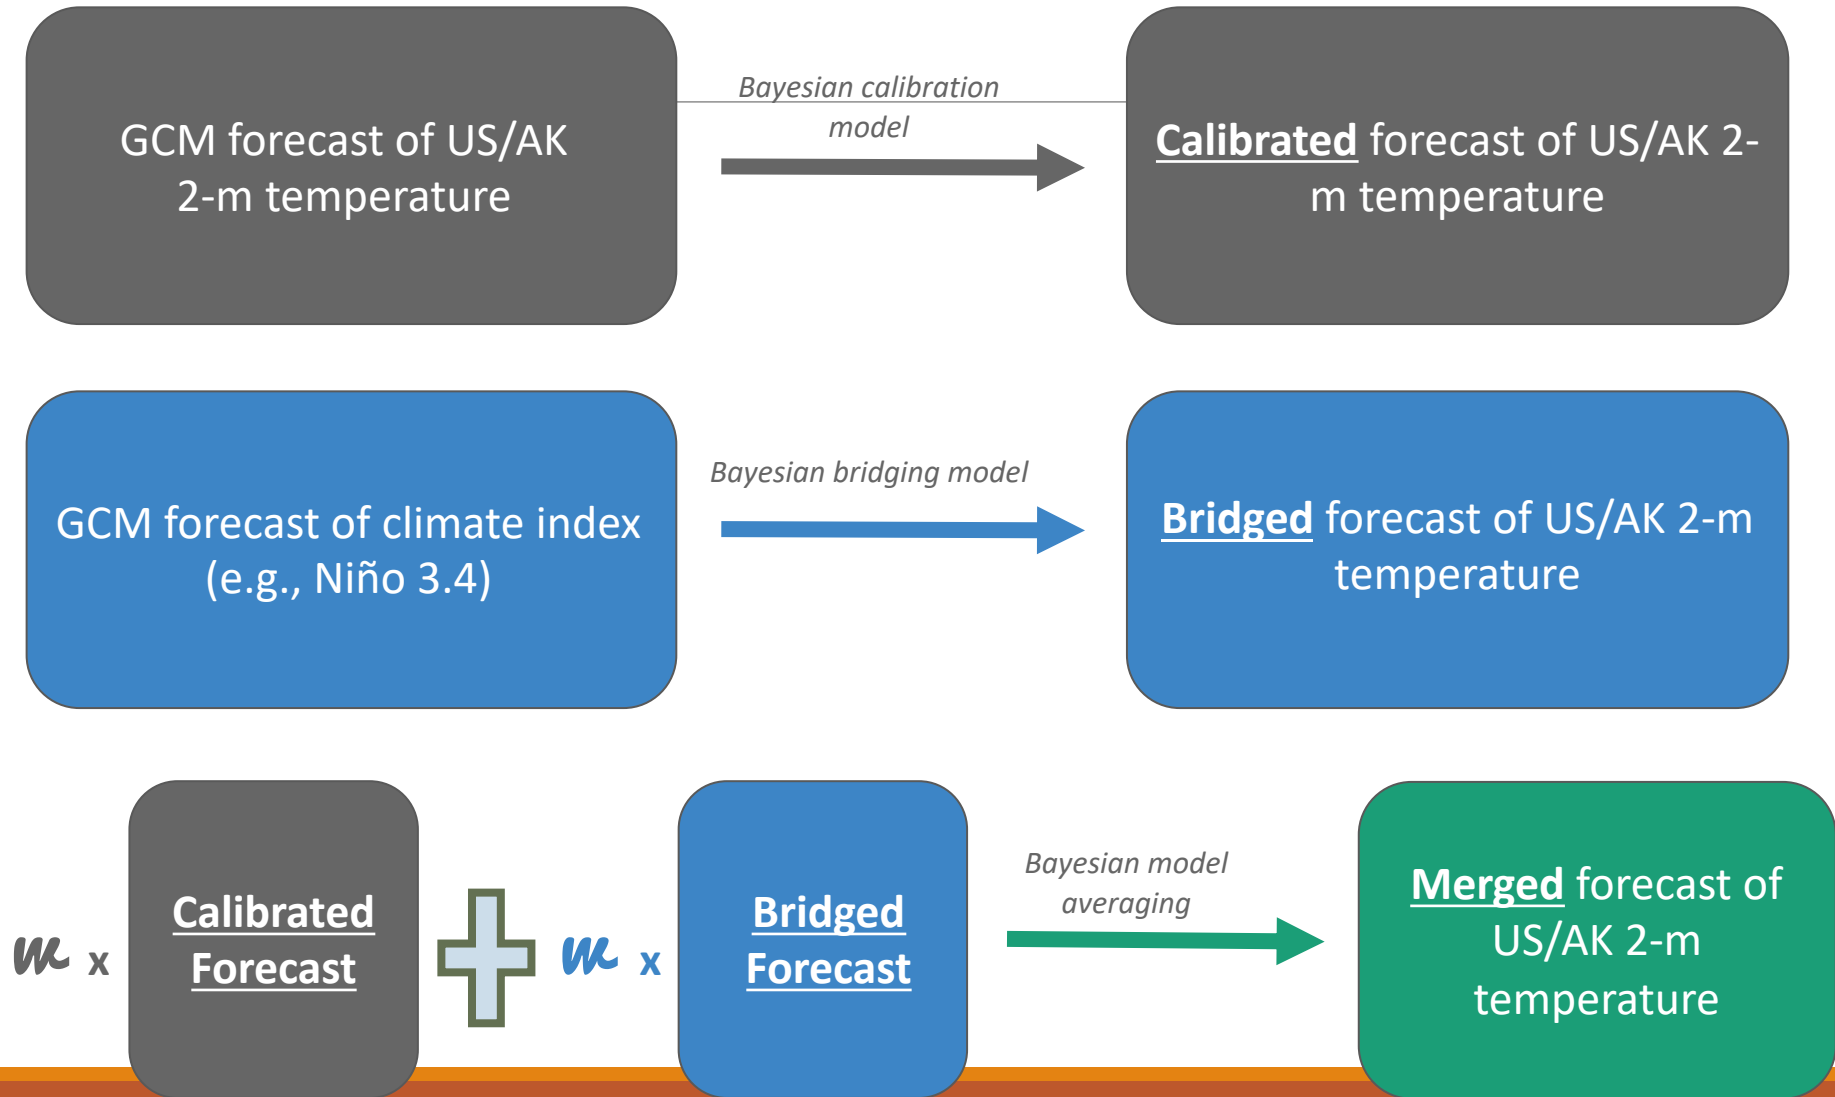 GCM forecast of US/AK
2-m temperature
Bayesian calibration
model
Calibrated forecast of US/AK 2-
m temperature
GCM forecast of climate index
(e.g., Niño 3.4)
Bayesian bridging model
Bridged forecast of US/AK 2-m
temperature
w x
Calibrated
Forecast
w x
Bridged
Forecast
Bayesian model
averaging
Merged forecast of
US/AK 2-m
temperature